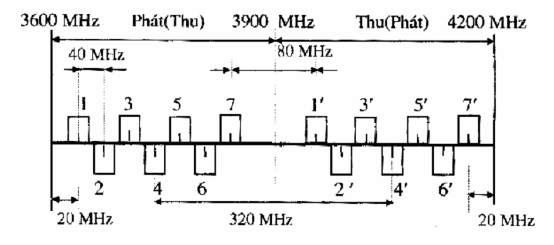 3600 MHz Phát(Thu) 3900 MHz Thu(Phát) 4200 MHz
40 MHz 80 MHz
1 3 5 7 1' 3' 5' 7'
2 4 6 2' 4' 6'
20 MHz 320 MHz 20 MHz